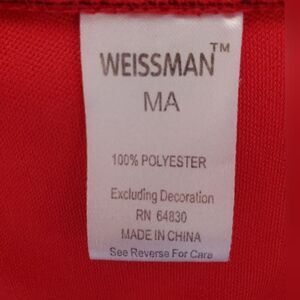 WEISSMAN™
MA
100% POLYESTER
Excluding Decoration
RN 64830
MADE IN CHINA
See Reverse For Care